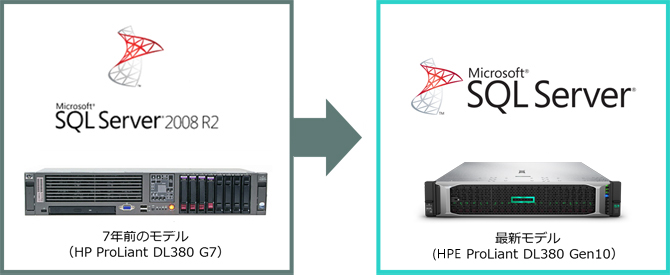 Microsoft®
SQL Server® 2008 R2
7年前のモデル
（HP ProLiant DL380 G7）
Microsoft®
SQL Server®
™
最新モデル
(HPE ProLiant DL380 Gen10）